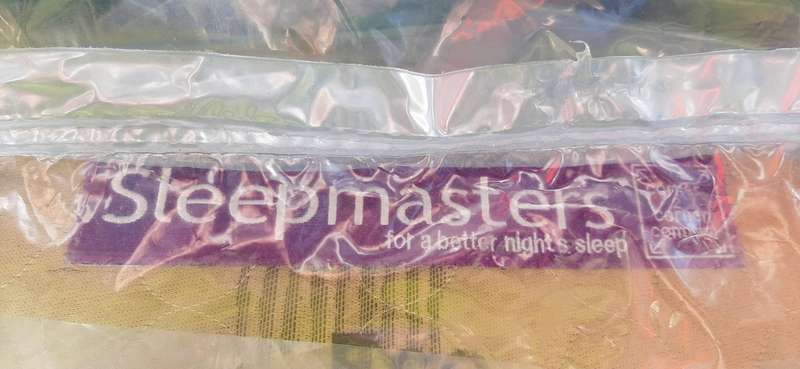 Sleepmasters
for a better night's sleep